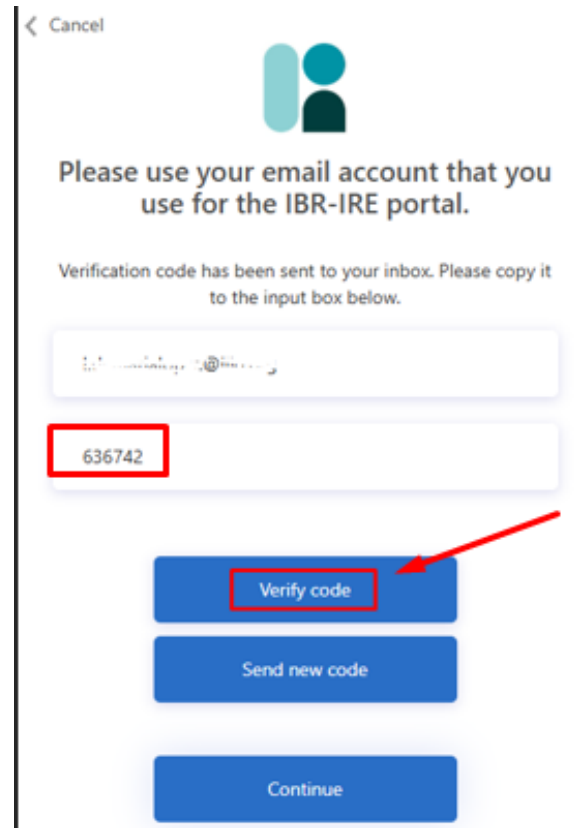 Cancel
Please use your email account that you
use for the IBR-IRE portal.
Verification code has been sent to your inbox. Please copy it
to the input box below.
636742
Verify code
Send new code
Continue